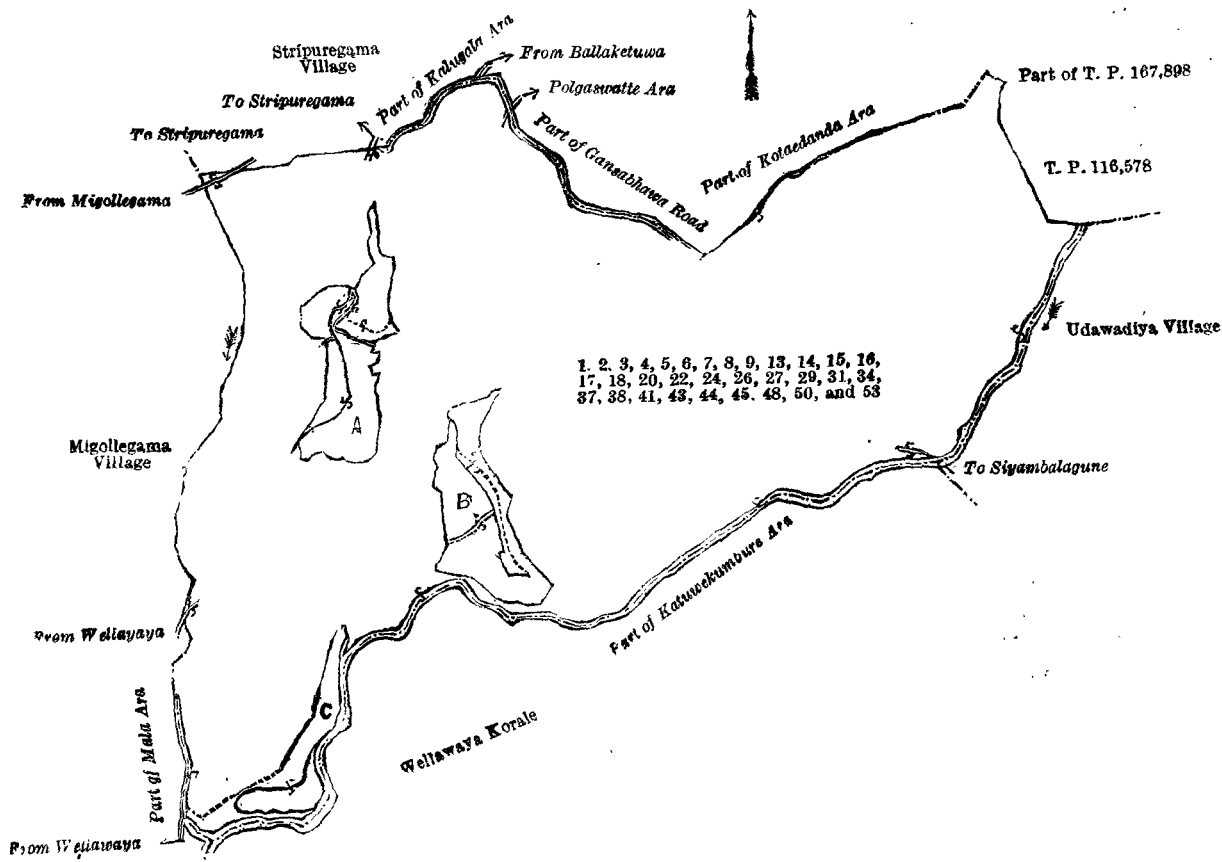 Stripuregama
Village
Part of Kalugala Ara
From Ballaketuwa
Part of T. P. 167,898
Polgaswatte Ara
To Stripuregama
To Stripuregama
Part of Gansabhawa Road
Part of Kotaedanda Ara
T. P. 116,578
From Migollegama
Udawadiya Village
1. 2. 3, 4, 5, 6, 7, 8, 9, 13, 14, 15, 16,
17, 18, 20, 22, 24, 26, 27, 29, 31, 34,
37, 38, 41, 43, 44, 45. 48, 50, and 53
A
Migollegama
Village
To Siyambalagune
B
Part of Katuwekumbura Ara
From Wellayaya
C
Part of Mala Ara
Wellawaya Korale
From Wellawaya